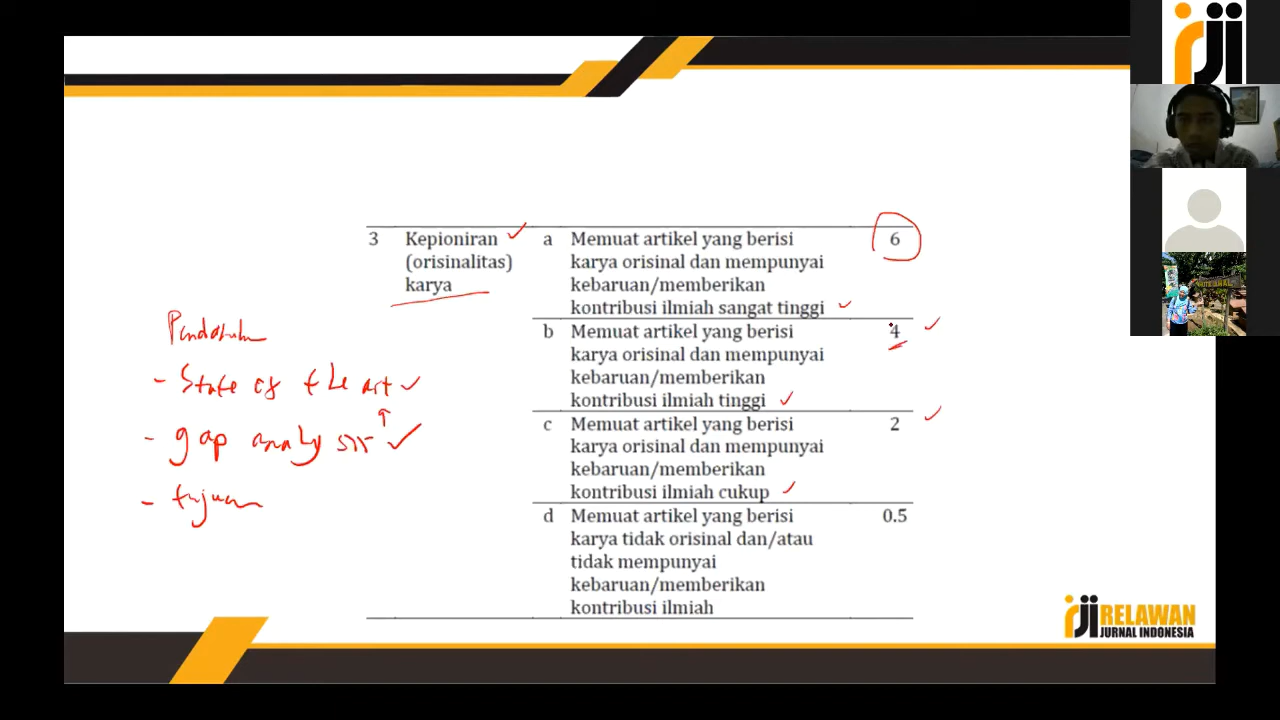 rji
3 Kepioniran a Memuat artikel yang berisi 6
(orisinalitas) karya orisinal dan mempunyai
karya kebaruan/memberikan
kontribusi ilmiah sangat tinggi
b Memuat artikel yang berisi 4
karya orisinal dan mempunyai
kebaruan/memberikan
kontribusi ilmiah tinggi
c Memuat artikel yang berisi 2
karya orisinal dan mempunyai
kebaruan/memberikan
kontribusi ilmiah cukup
d Memuat artikel yang berisi 0.5
karya tidak orisinal dan/atau
tidak mempunyai
kebaruan/memberikan
kontribusi ilmiah
- State of the art
- gap analysis
- tujuan
rji RELAWAN
JURNAL INDONESIA